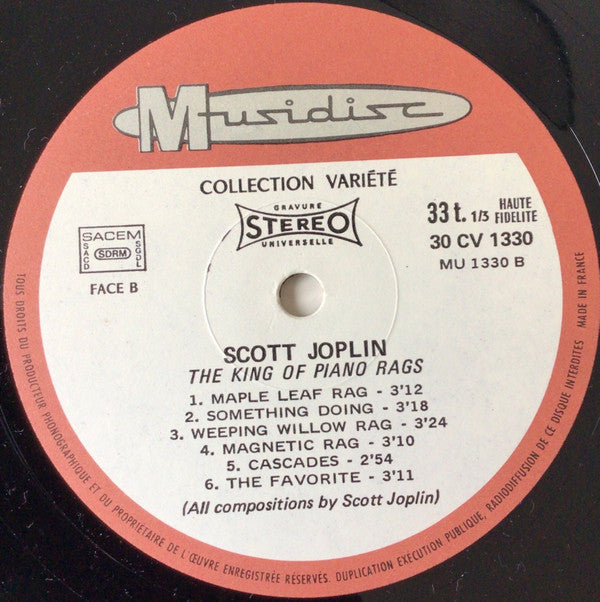 Musidisc
COLLECTION VARIÉTÉ
GRAVURE
STEREO
UNIVERSELLE
33 t. 1/3 HAUTE FIDELITE
30 CV 1330
MU 1330 B
SACEM
SACD
SDRM
SGDL
FACE B
SCOTT JOPLIN
THE KING OF PIANO RAGS
1. MAPLE LEAF RAG - 3'12
2. SOMETHING DOING - 3'18
3. WEEPING WILLOW RAG - 3'24
4. MAGNETIC RAG - 3'10
5. CASCADES - 2'54
6. THE FAVORITE - 3'11
(All compositions by Scott Joplin)
TOUS DROITS DU PRODUCTEUR PHONOGRAPHIQUE ET DU PROPRIETAIRE DE L'ŒUVRE ENREGISTRÉE RÉSERVÉS. DUPLICATION EXECUTION PUBLIQUE, RADIODIFFUSION DE CE DISQUE INTERDITES MADE IN FRANCE